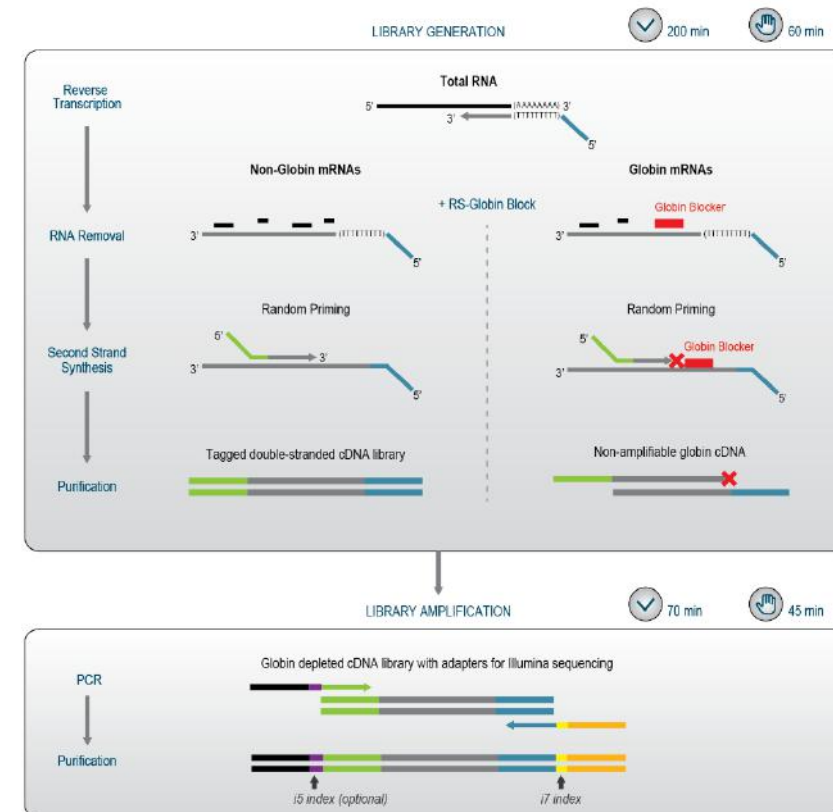 LIBRARY GENERATION
200 min
60 min
Reverse
Transcription
Total RNA
5'
(AAAAAAAA) 3'
3'
(TTTTTTTTT)
5'
Non-Globin mRNAs
Globin mRNAs
+ RS-Globin Block
Globin Blocker
RNA Removal
3'
(TTTTTTTTT)
5'
3'
(TTTTTTTTT)
5'
Random Priming
Random Priming
Second Strand
Synthesis
5'
3'
3'
5'
5'
Globin Blocker
3'
5'
Tagged double-stranded cDNA library
Non-amplifiable globin cDNA
Purification
LIBRARY AMPLIFICATION
70 min
45 min
Globin depleted cDNA library with adapters for Illumina sequencing
PCR
Purification
i5 index (optional)
i7 index